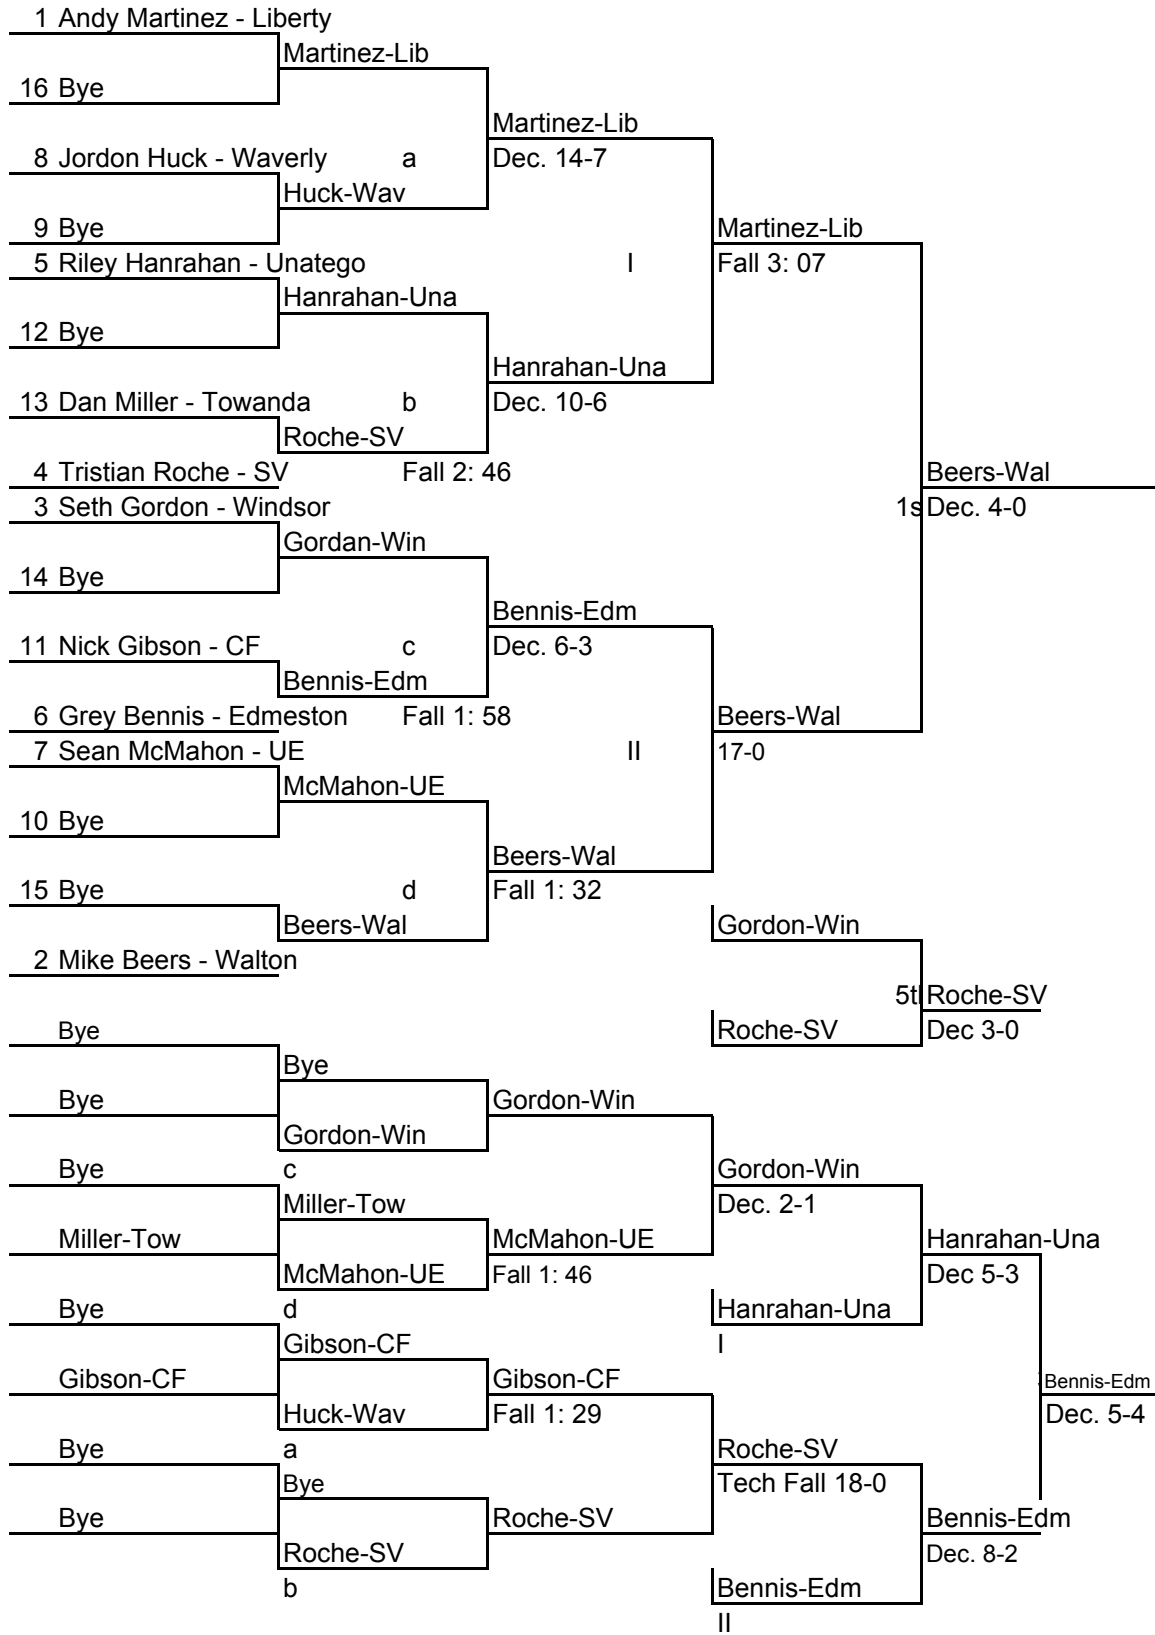 1 Andy Martinez - Liberty
Martinez-Lib
16 Bye
Martinez-Lib
8 Jordon Huck - Waverly a Dec. 14-7
Huck-Wav
9 Bye Martinez-Lib
5 Riley Hanrahan - Unatego I Fall 3: 07
Hanrahan-Una
12 Bye
Hanrahan-Una
13 Dan Miller - Towanda b Dec. 10-6
Roche-SV
4 Tristian Roche - SV Fall 2: 46 Beers-Wal
3 Seth Gordon - Windsor 1s Dec. 4-0
Gordan-Win
14 Bye
Bennis-Edm
11 Nick Gibson - CF c Dec. 6-3
Bennis-Edm
6 Grey Bennis - Edmeston Fall 1: 58 Beers-Wal
7 Sean McMahon - UE II 17-0
McMahon-UE
10 Bye
Beers-Wal
15 Bye d Fall 1: 32
Beers-Wal Gordon-Win
2 Mike Beers - Walton
5t Roche-SV
Bye Roche-SV Dec 3-0
Bye
Bye Gordon-Win
Gordon-Win
Bye c Gordon-Win
Miller-Tow Dec. 2-1
Miller-Tow McMahon-UE Hanrahan-Una
McMahon-UE Fall 1: 46 Dec 5-3
Bye d Hanrahan-Una
Gibson-CF I
Gibson-CF Gibson-CF Bennis-Edm
Huck-Wav Fall 1: 29 Dec. 5-4
Bye a Roche-SV
Bye Tech Fall 18-0
Bye Roche-SV Bennis-Edm
Roche-SV Dec. 8-2
b Bennis-Edm
II